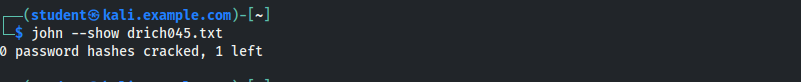 ┌──(student㉿kali.example.com)-[~]
└─$ john --show drich045.txt
0 password hashes cracked, 1 left